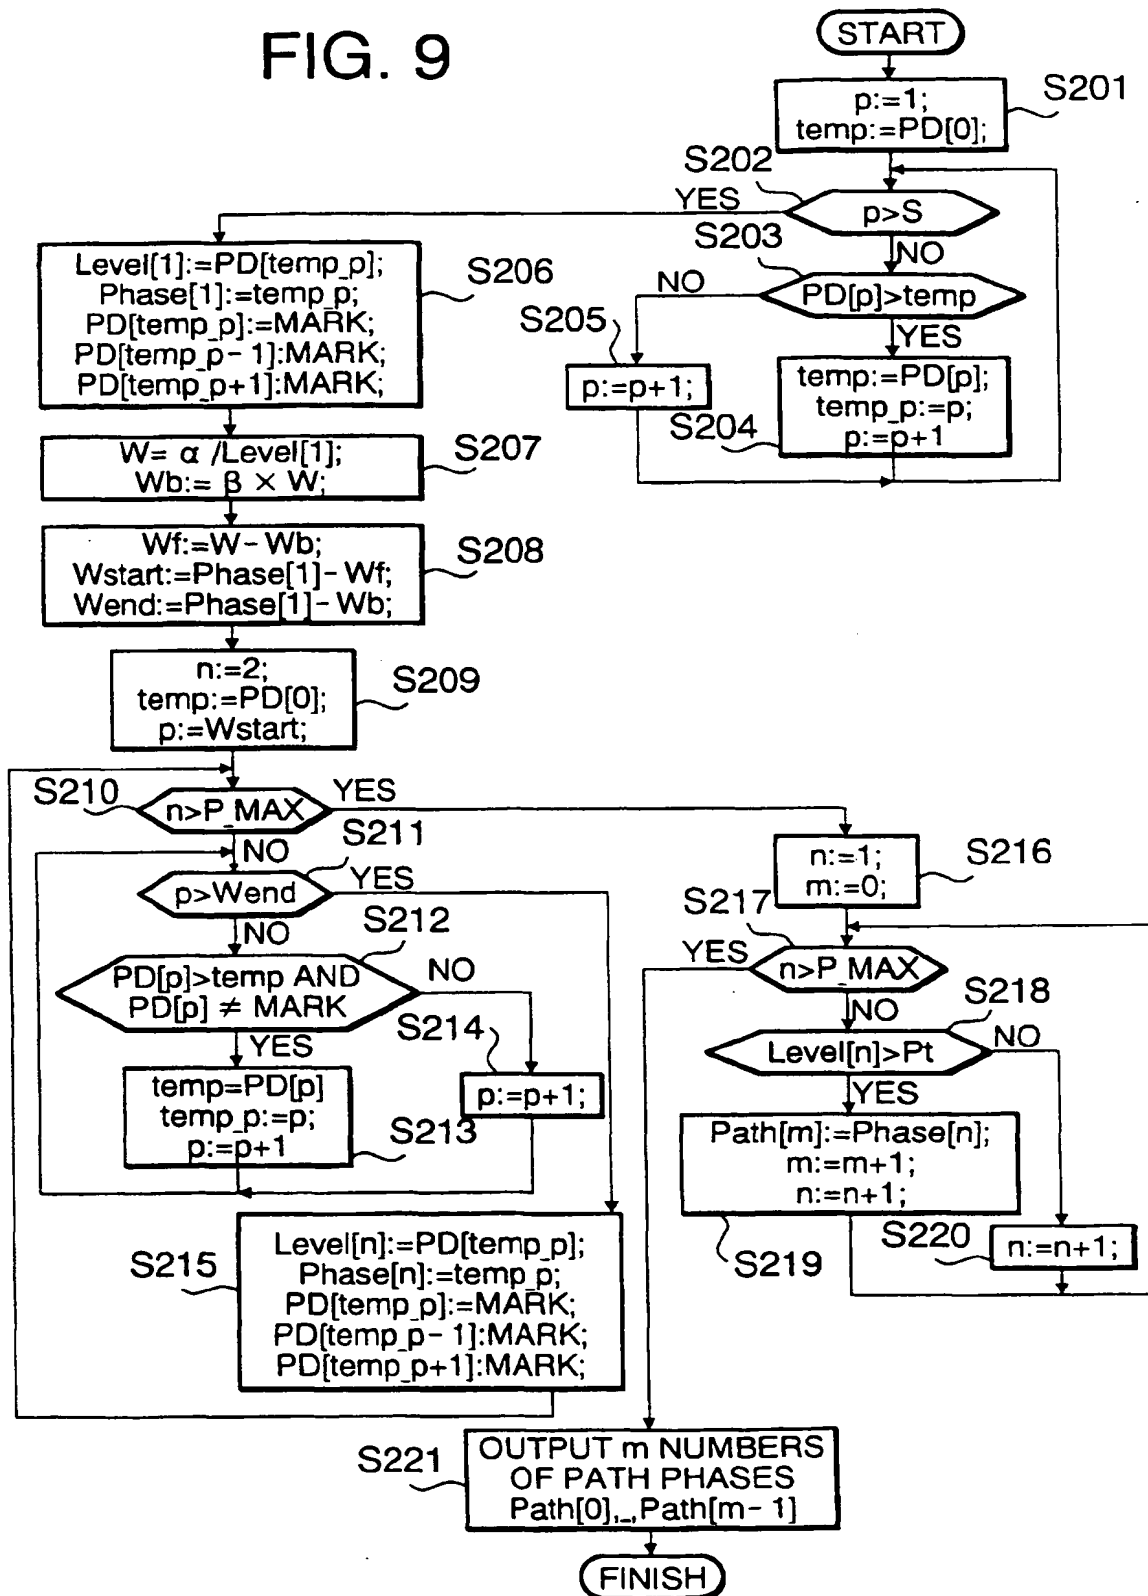 FIG. 9
START
S201
p:=1;
temp:=PD[0];
S202
YES
p>S
S203
NO
NO
PD[p]>temp
S205
YES
p:=p+1;
temp:=PD[p];
temp_p:=p;
p:=p+1
S204
Level[1]:=PD[temp_p];
Phase[1]:=temp_p;
PD[temp_p]:=MARK;
PD[temp_p-1]:MARK;
PD[temp_p+1]:MARK;
S206
W= α /Level[1];
Wb:= β × W;
S207
Wf:=W-Wb;
Wstart:=Phase[1]-Wf;
Wend:=Phase[1]-Wb;
S208
n:=2;
temp:=PD[0];
p:=Wstart;
S209
S210
n>P_MAX
YES
NO
S211
p>Wend
YES
NO
S212
PD[p]>temp AND
PD[p] ≠ MARK
NO
YES
S214
temp=PD[p]
temp_p:=p;
p:=p+1
S213
p:=p+1;
S215
Level[n]:=PD[temp_p];
Phase[n]:=temp_p;
PD[temp_p]:=MARK;
PD[temp_p-1]:MARK;
PD[temp_p+1]:MARK;
n:=1;
m:=0;
S216
S217
YES
n>P_MAX
NO
S218
Level[n]>Pt
NO
YES
Path[m]:=Phase[n];
m:=m+1;
n:=n+1;
S219
S220
n:=n+1;
S221
OUTPUT m NUMBERS
OF PATH PHASES
Path[0],_,Path[m-1]
FINISH